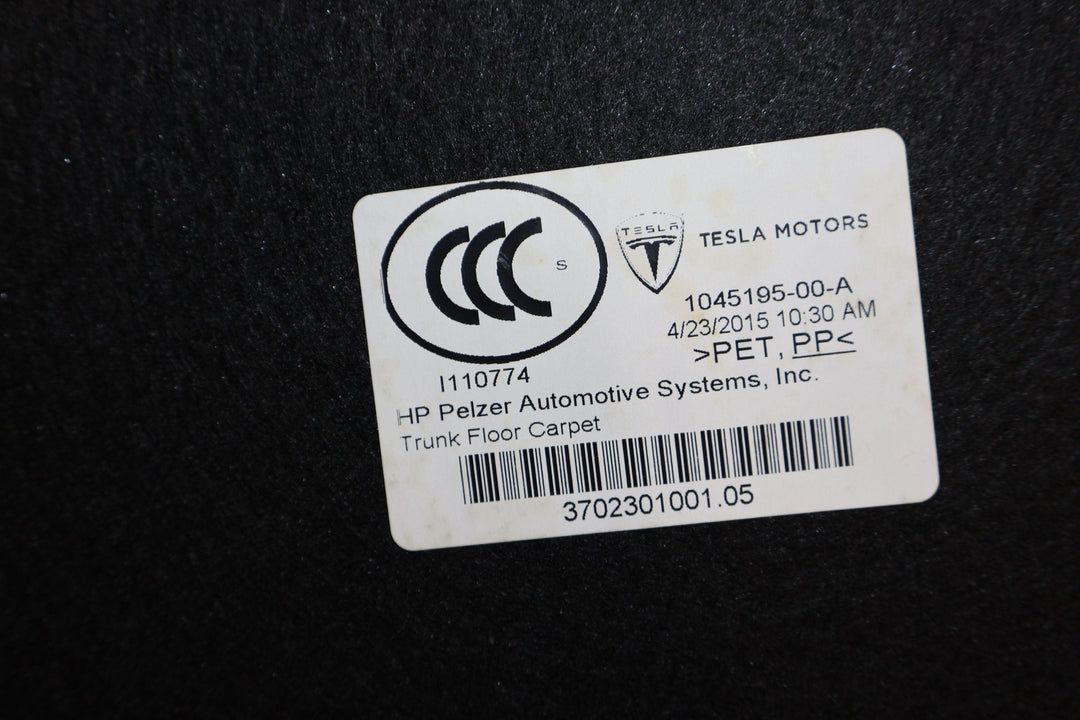 CCC S
TESLA
TESLA MOTORS
1045195-00-A
4/23/2015 10:30 AM
>PET, PP<
I110774
HP Pelzer Automotive Systems, Inc.
Trunk Floor Carpet
3702301001.05